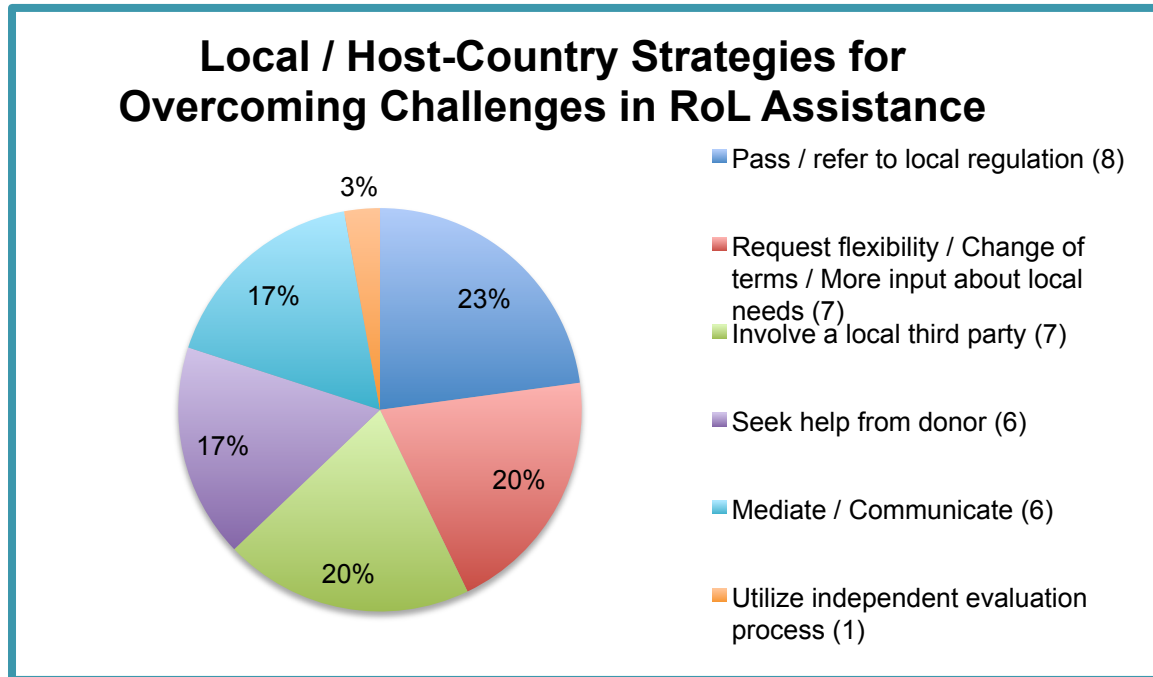 Local / Host-Country Strategies for
Overcoming Challenges in RoL Assistance
3%
23%
20%
20%
17%
17%
Pass / refer to local regulation (8)
Request flexibility / Change of
terms / More input about local
needs (7)
Involve a local third party (7)
Seek help from donor (6)
Mediate / Communicate (6)
Utilize independent evaluation
process (1)